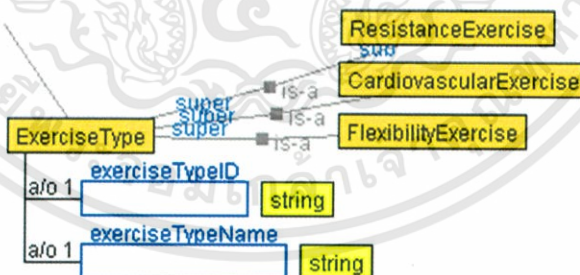 ResistanceExercise
sub
is-a
CardiovascularExercise
super
super
is-a
super
ExerciseType
is-a
FlexibilityExercise
exerciseTypeID
a/o 1
string
exerciseTypeName
a/o 1
string